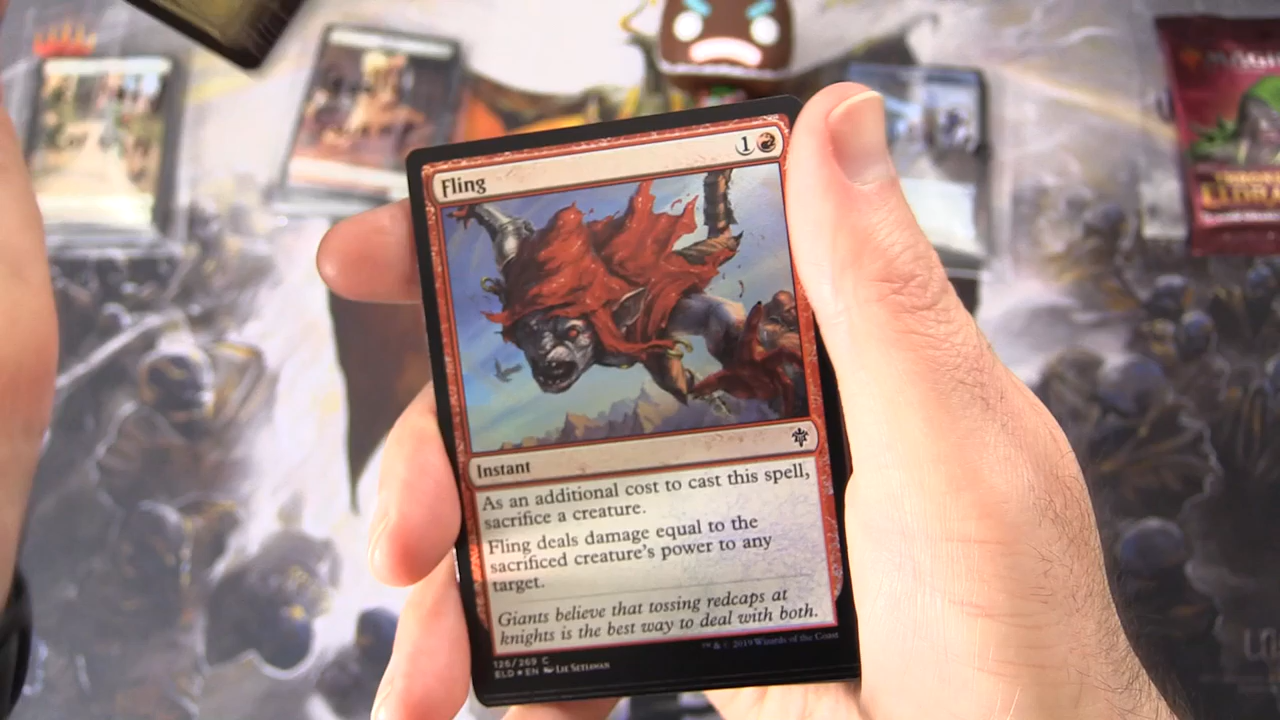 Fling
1
Instant
As an additional cost to cast this spell,
sacrifice a creature.
Fling deals damage equal to the
sacrificed creature's power to any
target.
Giants believe that tossing redcaps at
knights is the best way to deal with both.
™ & © 2019 Wizards of the Coast
126/269 C
ELD ★ EN